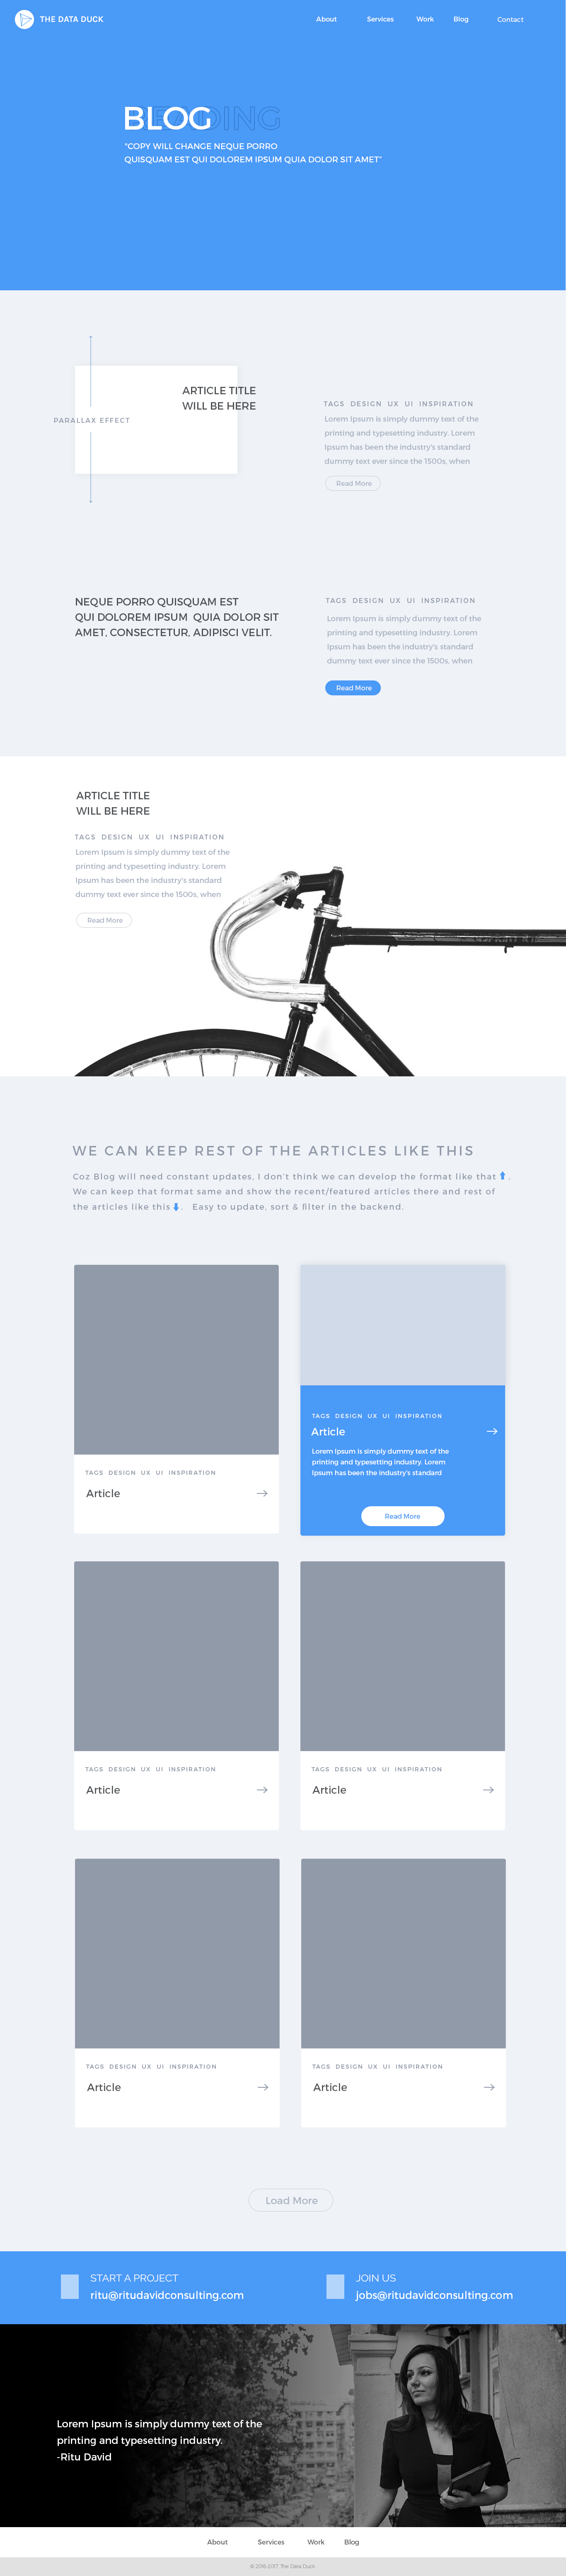 THE DATA DUCK
About Services Work Blog Contact
BLOG
"COPY WILL CHANGE NEQUE PORRO
QUISQUAM EST QUI DOLOREM IPSUM QUIA DOLOR SIT AMET"
ARTICLE TITLE
WILL BE HERE
PARALLAX EFFECT
TAGS DESIGN UX UI INSPIRATION
Lorem Ipsum is simply dummy text of the
printing and typesetting industry. Lorem
Ipsum has been the industry's standard
dummy text ever since the 1500s, when
Read More
NEQUE PORRO QUISQUAM EST
QUI DOLOREM IPSUM QUIA DOLOR SIT
AMET, CONSECTETUR, ADIPISCI VELIT.
TAGS DESIGN UX UI INSPIRATION
Lorem Ipsum is simply dummy text of the
printing and typesetting industry. Lorem
Ipsum has been the industry's standard
dummy text ever since the 1500s, when
Read More
ARTICLE TITLE
WILL BE HERE
TAGS DESIGN UX UI INSPIRATION
Lorem Ipsum is simply dummy text of the
printing and typesetting industry. Lorem
Ipsum has been the industry's standard
dummy text ever since the 1500s, when
Read More
WE CAN KEEP REST OF THE ARTICLES LIKE THIS
Coz Blog will need constant updates, I don't think we can develop the format like that ⬆.
We can keep that format same and show the recent/featured articles there and rest of
the articles like this ⬇. Easy to update, sort & filter in the backend.
TAGS DESIGN UX UI INSPIRATION
Article
TAGS DESIGN UX UI INSPIRATION
Article
Lorem Ipsum is simply dummy text of the
printing and typesetting industry. Lorem
Ipsum has been the industry's standard
Read More
TAGS DESIGN UX UI INSPIRATION
Article
TAGS DESIGN UX UI INSPIRATION
Article
TAGS DESIGN UX UI INSPIRATION
Article
TAGS DESIGN UX UI INSPIRATION
Article
Load More
START A PROJECT
ritu@ritudavidconsulting.com
JOIN US
jobs@ritudavidconsulting.com
Lorem Ipsum is simply dummy text of the
printing and typesetting industry.
-Ritu David
About Services Work Blog
© 2016-2017. The Data Duck